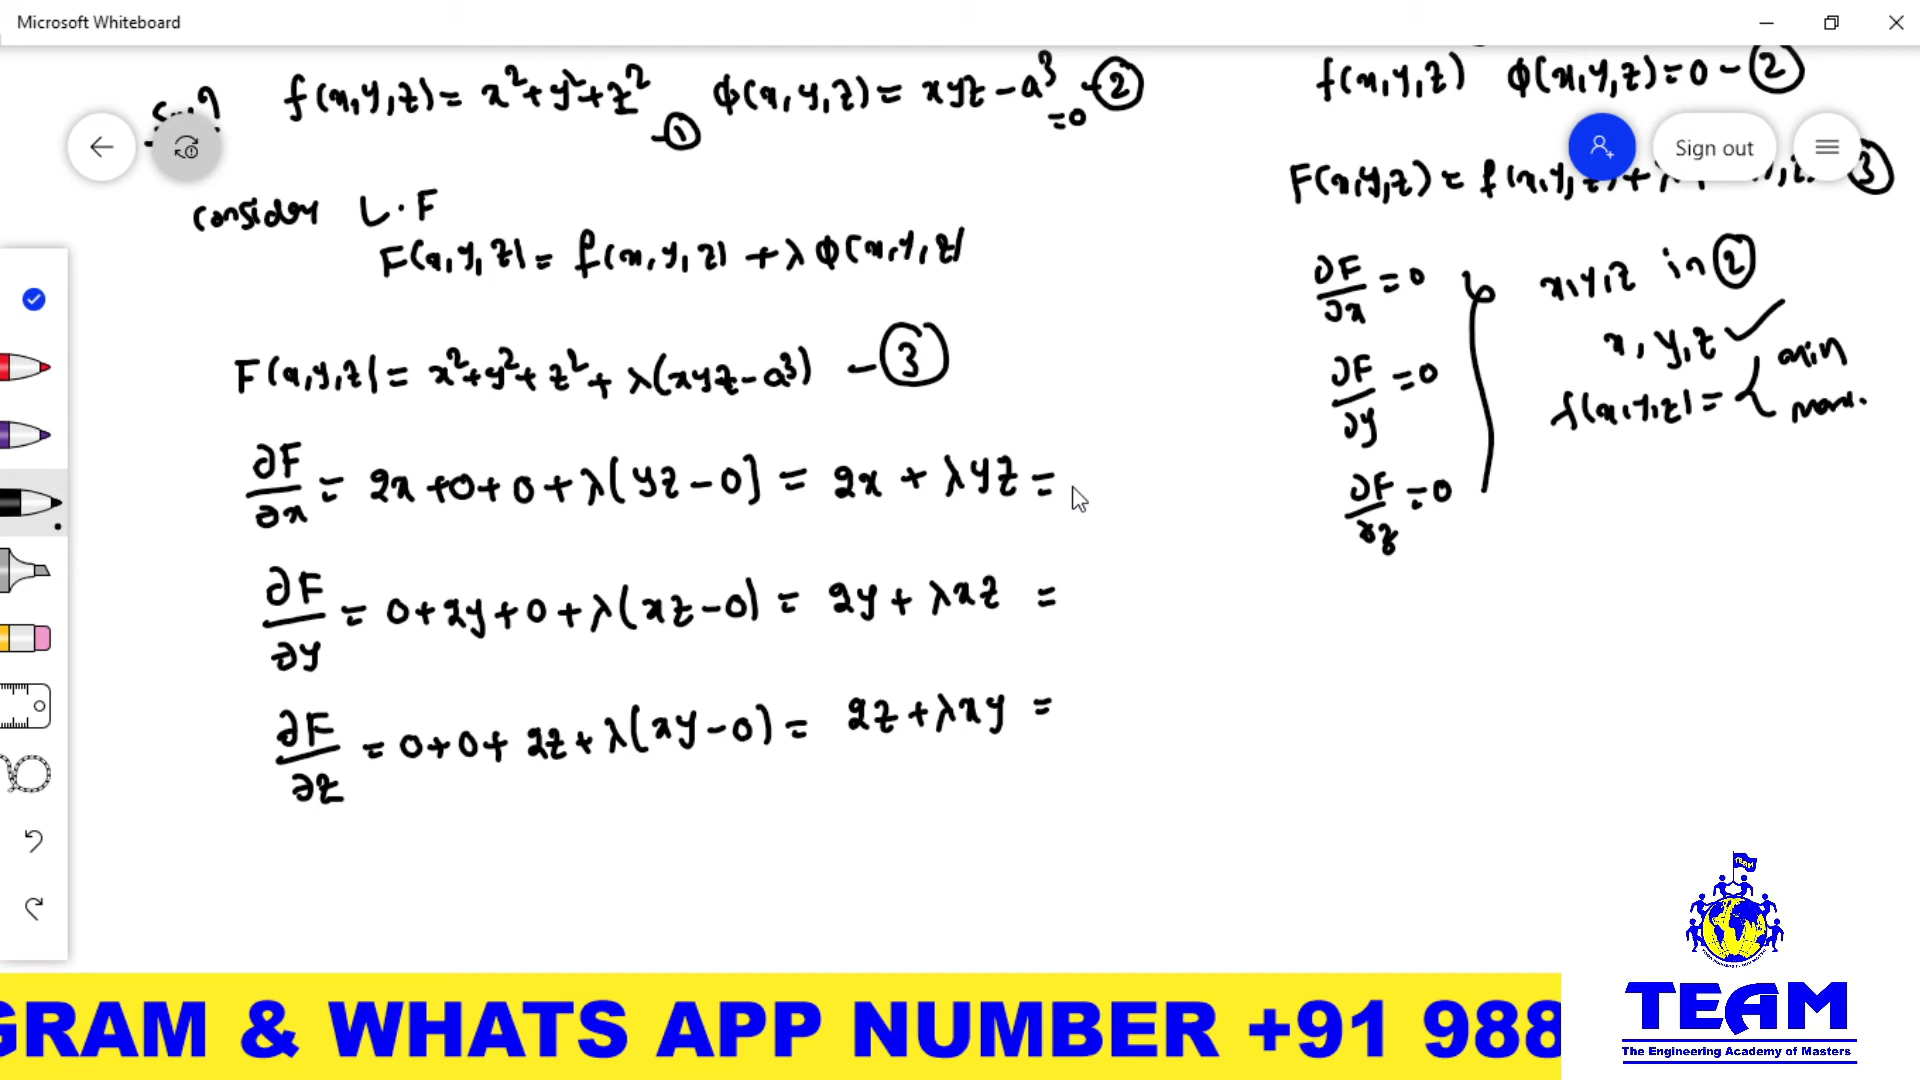 Microsoft Whiteboard
f(x,y,z) = x²+y²+z² -① φ(x,y,z) = xyz-a³ =0 -②
consider L.F
F(x,y,z) = f(x,y,z) + λ φ(x,y,z)
F(x,y,z) = x²+y²+z²+ λ(xyz-a³) -③
∂F/∂x = 2x+0+0+λ(yz-0) = 2x + λyz =
∂F/∂y = 0+2y+0+λ(xz-0) = 2y + λxz =
∂F/∂z = 0+0+2z+λ(xy-0) = 2z+λxy =
f(x,y,z) φ(x,y,z)=0 -②
Sign out
F(x,y,z) = f(x,y,z)+ λ ③
∂F/∂x =0
∂F/∂y =0
∂F/∂z =0
x,y,z in ②
x,y,z ✓
f(x,y,z) = { min
max.
GRAM & WHATS APP NUMBER +91 988
TEAM
The Engineering Academy of Masters